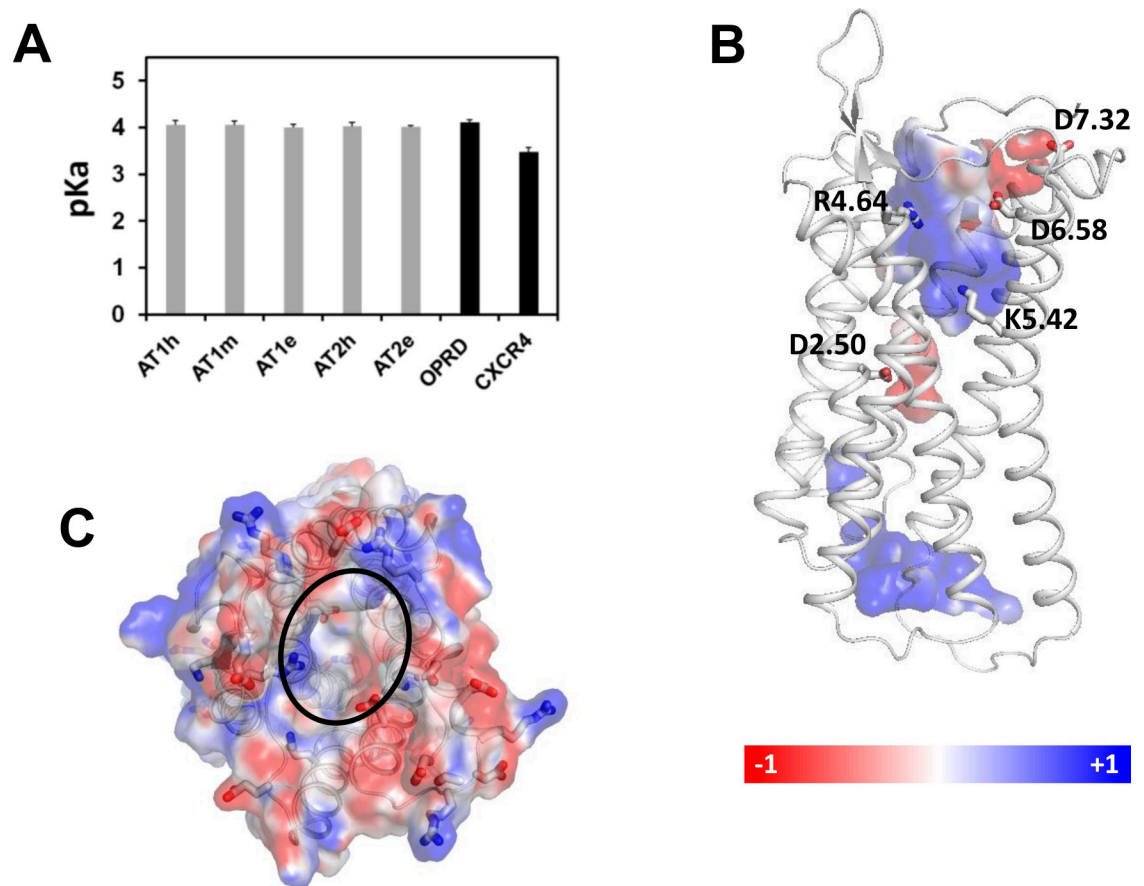 A
pKa
5
4
3
2
1
0
AT1h
AT1m
AT1e
AT2h
AT2e
OPRD
CXCR4
B
D7.32
R4.64
D6.58
K5.42
D2.50
C
-1
+1